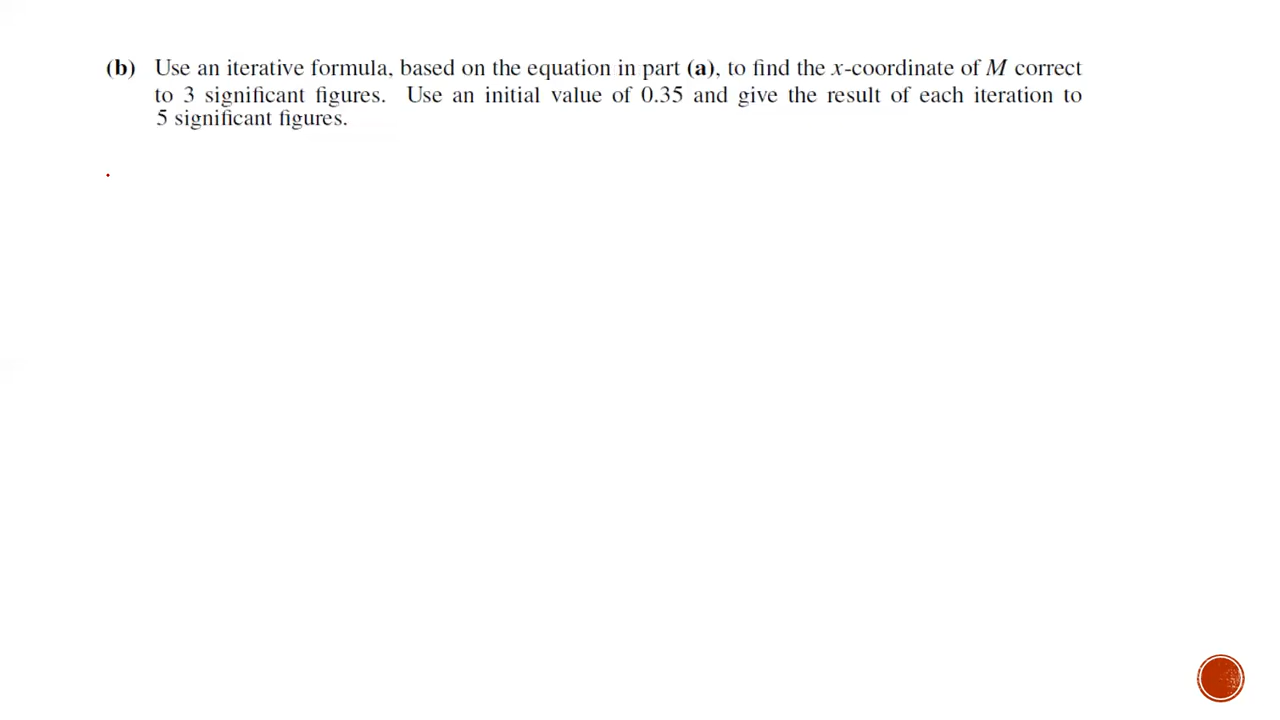 (b) Use an iterative formula, based on the equation in part (a), to find the x-coordinate of M correct
to 3 significant figures. Use an initial value of 0.35 and give the result of each iteration to
5 significant figures.